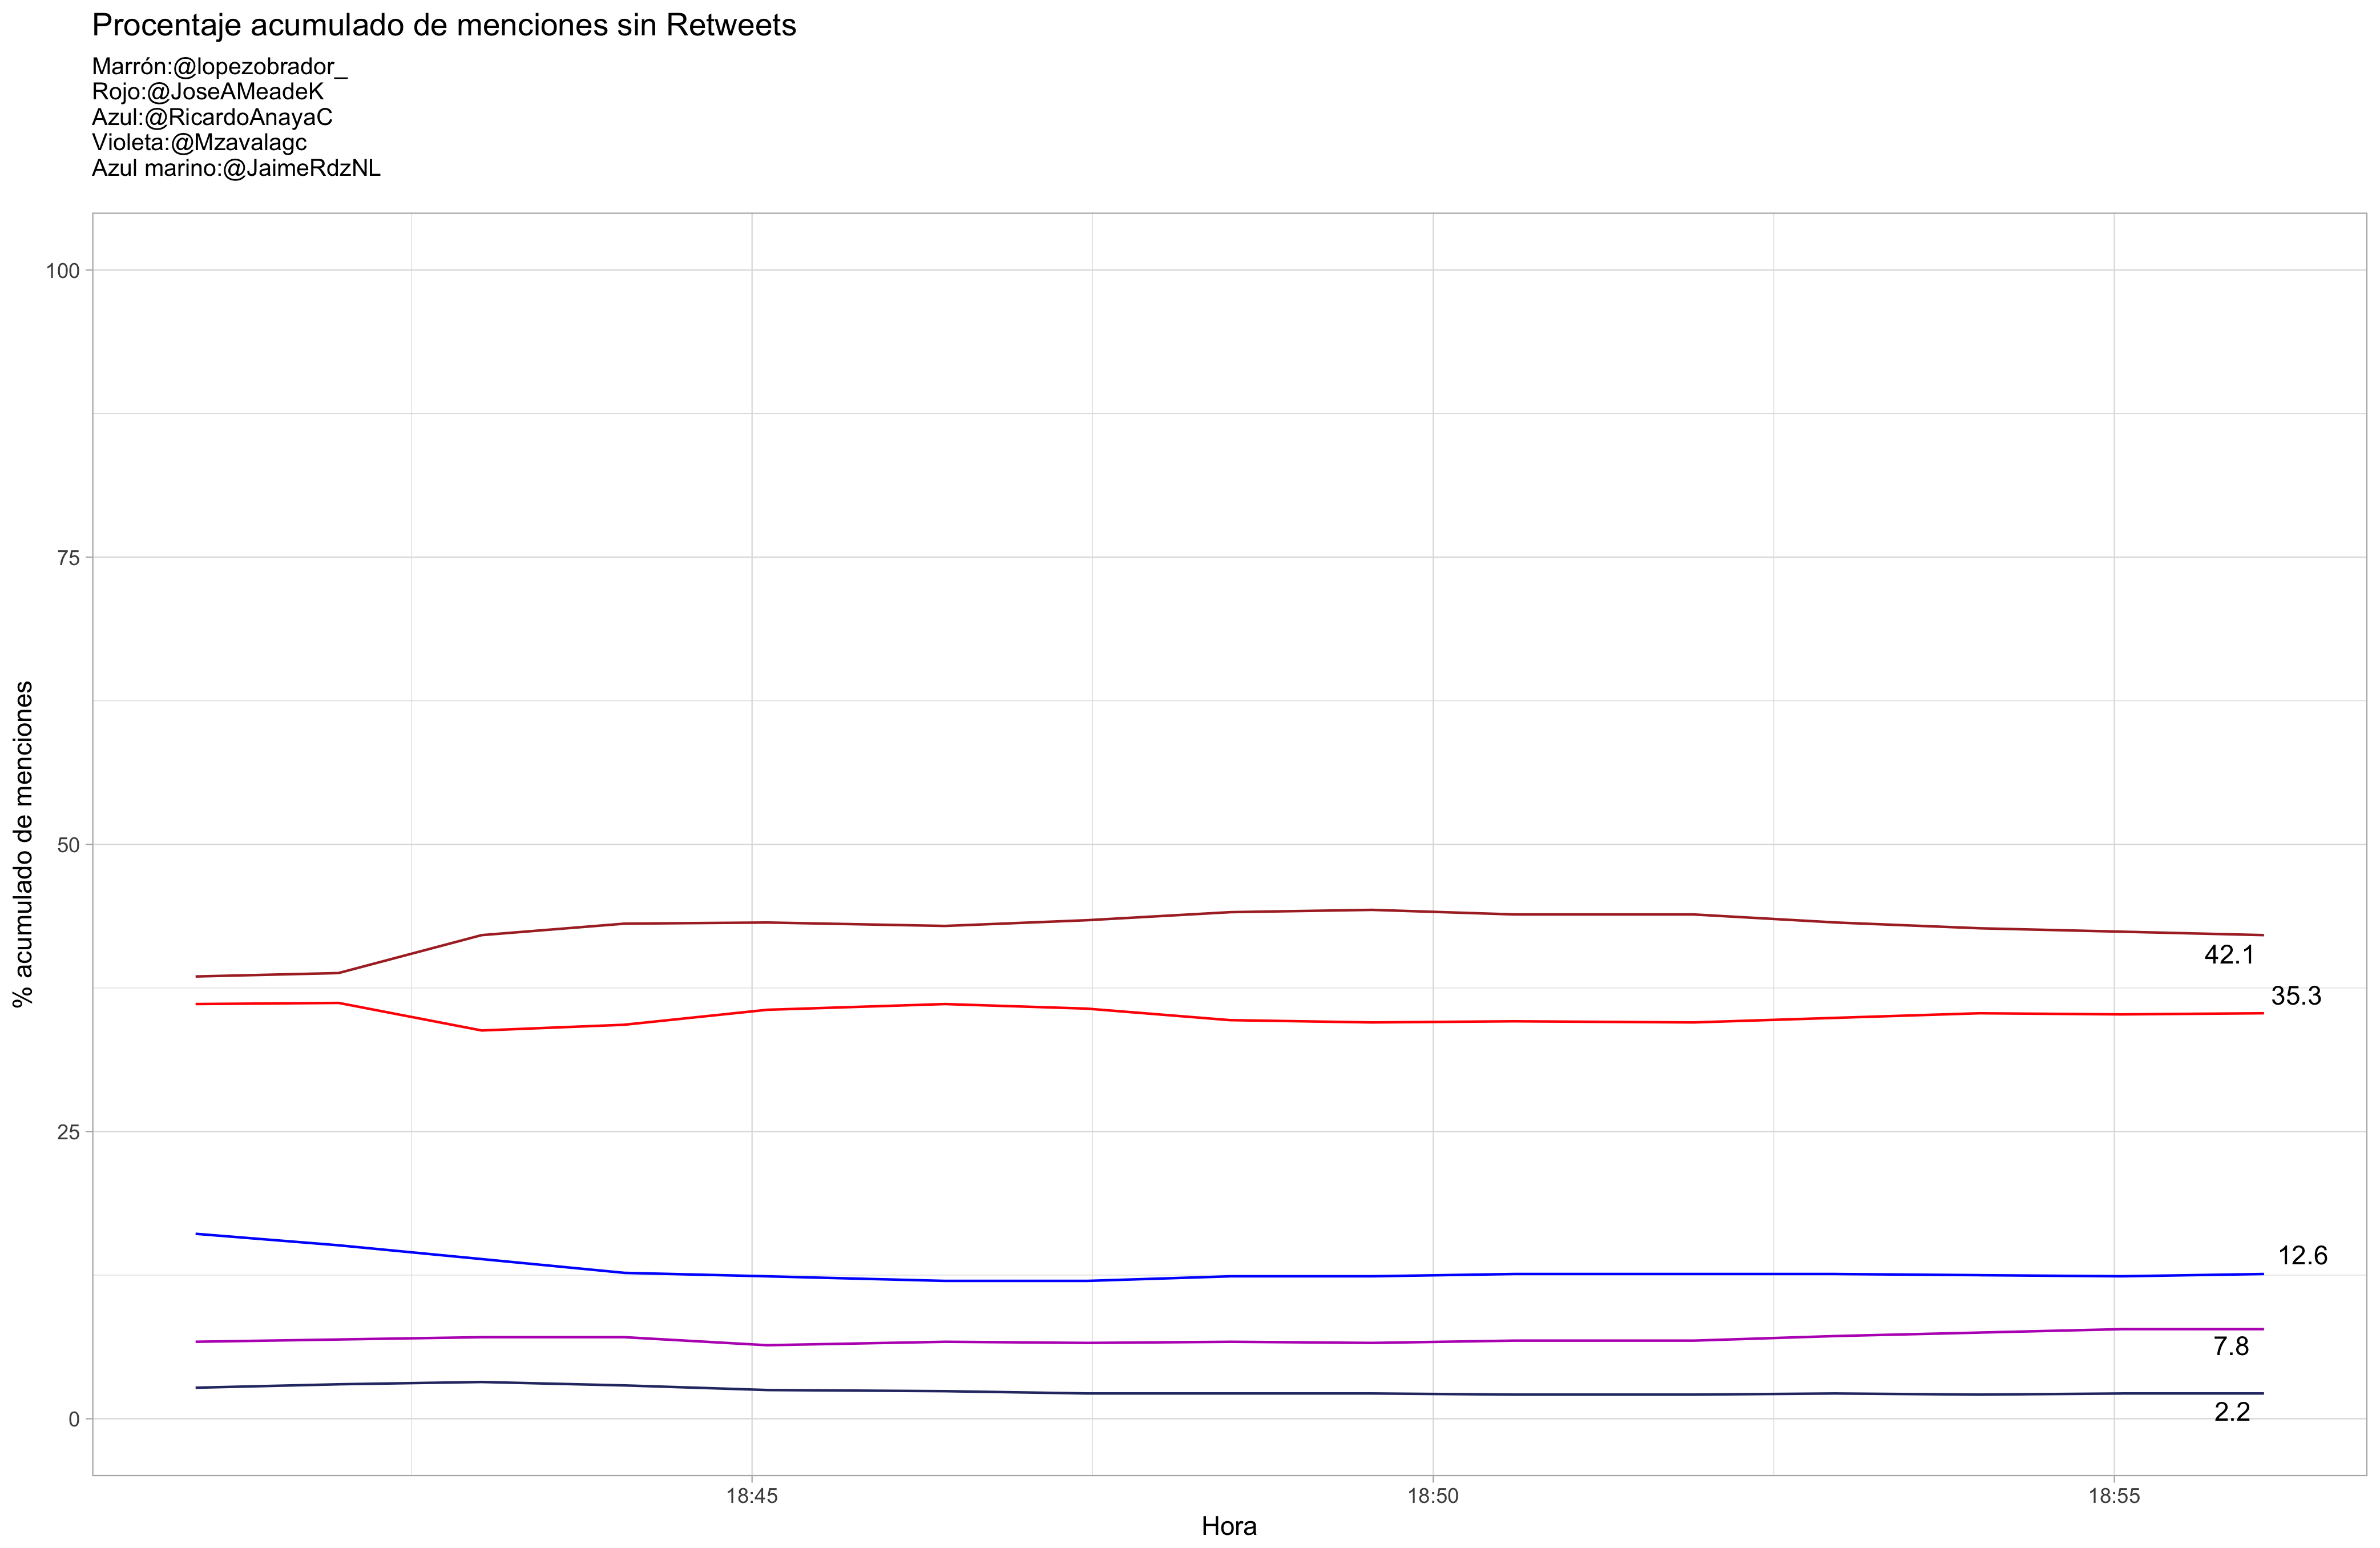 Procentaje acumulado de menciones sin Retweets
Marrón:@lopezobrador_
Rojo:@JoseAMeadeK
Azul:@RicardoAnayaC
Violeta:@Mzavalagc
Azul marino:@JaimeRdzNL
% acumulado de menciones
100
75
50
25
0
42.1
35.3
12.6
7.8
2.2
18:45
18:50
18:55
Hora